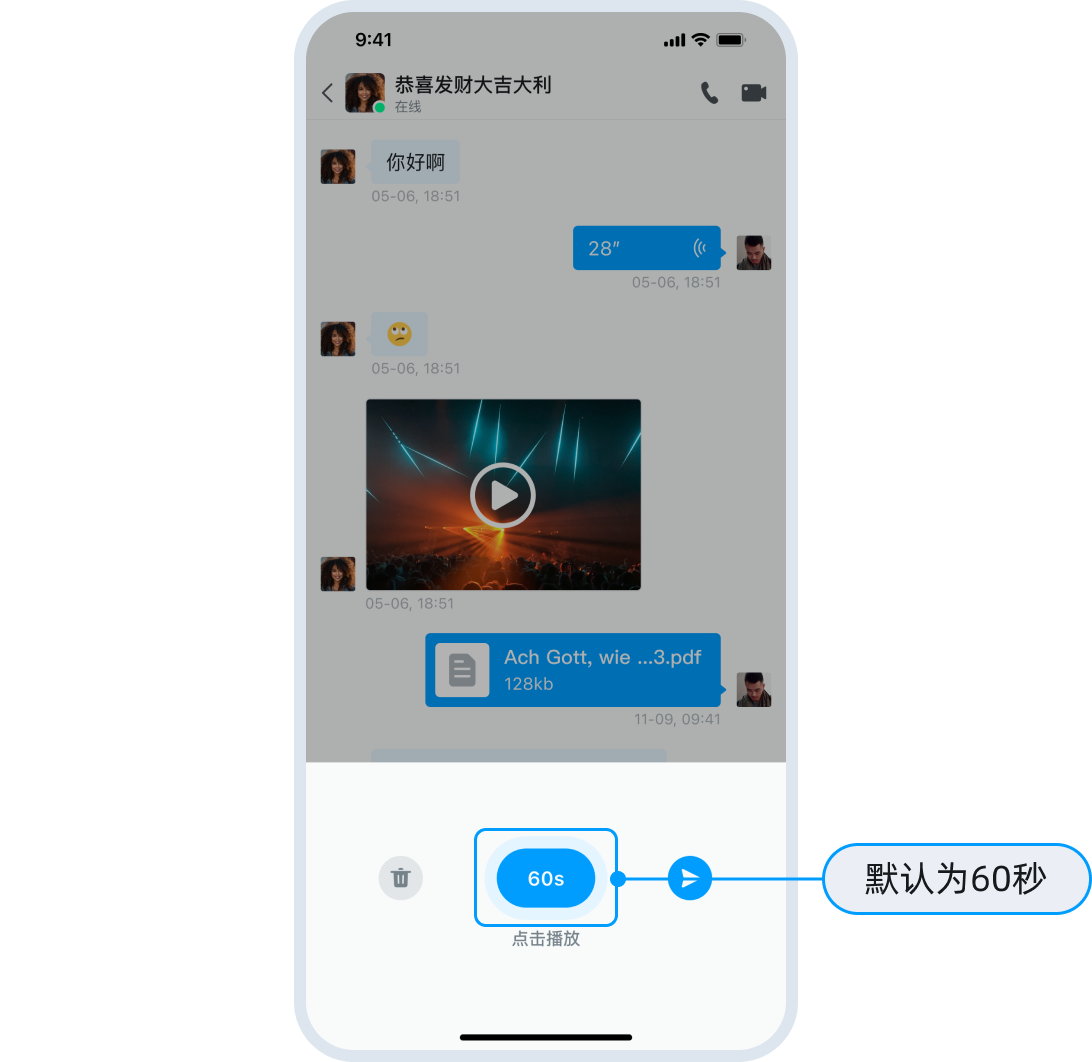 9:41
恭喜发财大吉大利
在线
你好啊
05-06, 18:51
28″
05-06, 18:51
05-06, 18:51
05-06, 18:51
Ach Gott, wie ...3.pdf
128kb
11-09, 09:41
60s
默认为60秒
点击播放